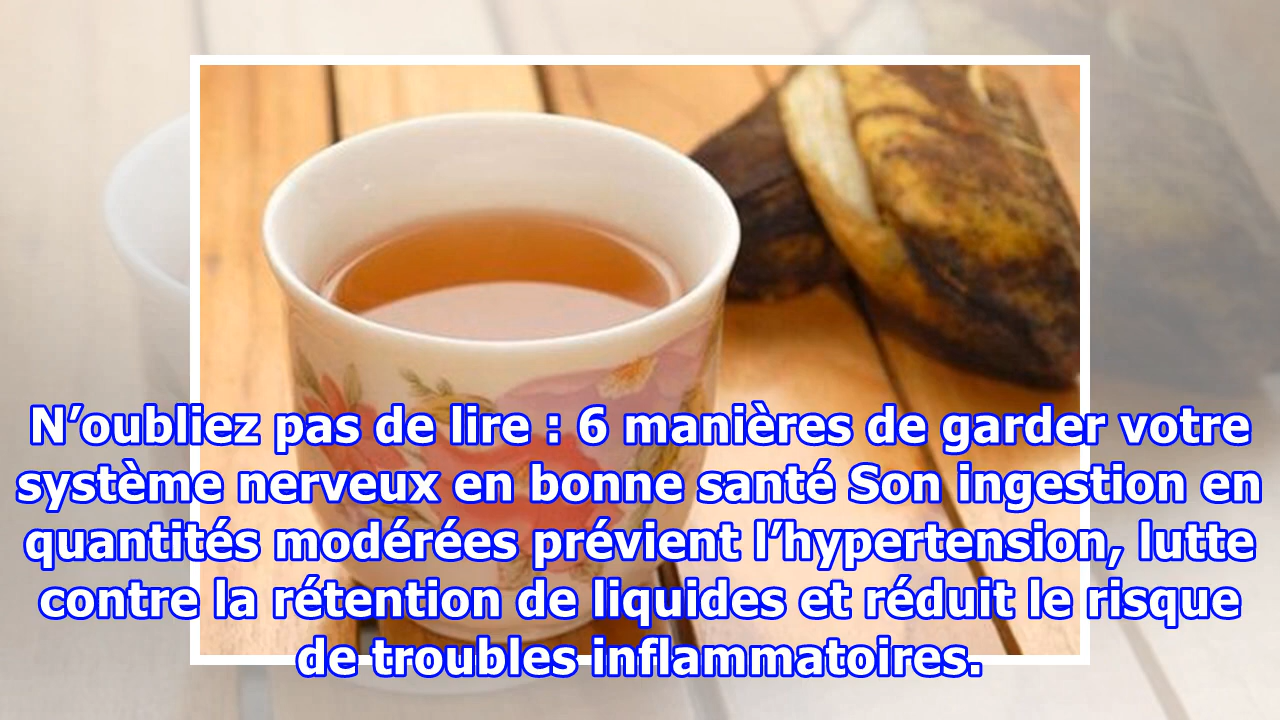 N’oubliez pas de lire : 6 manières de garder votre
système nerveux en bonne santé Son ingestion en
quantités modérées prévient l’hypertension, lutte
contre la rétention de liquides et réduit le risque
de troubles inflammatoires.